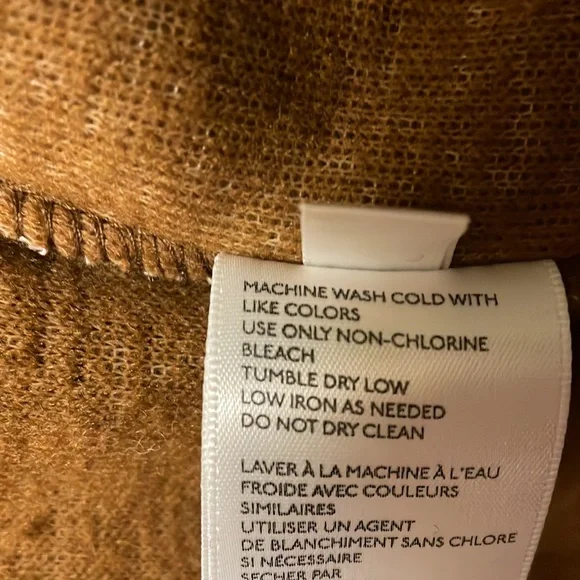 MACHINE WASH COLD WITH
LIKE COLORS
USE ONLY NON-CHLORINE
BLEACH
TUMBLE DRY LOW
LOW IRON AS NEEDED
DO NOT DRY CLEAN
LAVER À LA MACHINE À L'EAU
FROIDE AVEC COULEURS
SIMILAIRES
UTILISER UN AGENT
DE BLANCHIMENT SANS CHLORE
SI NÉCESSAIRE
SECHER PAR